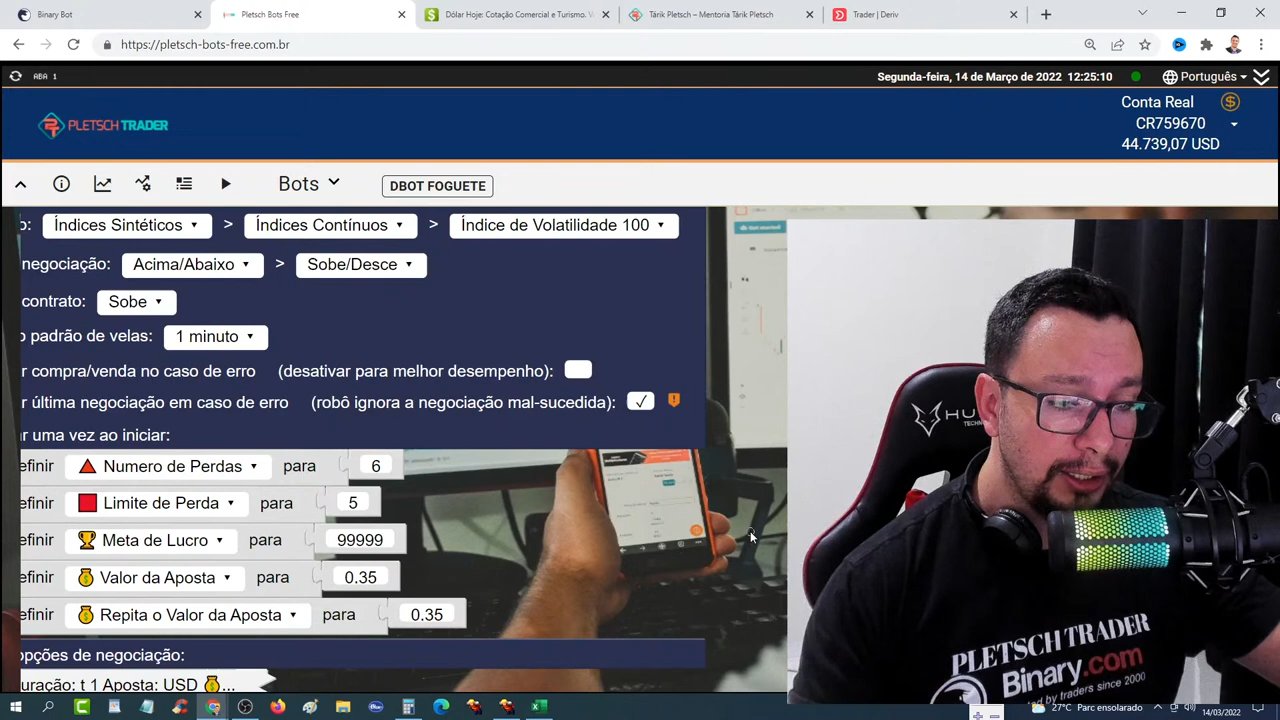 Binary Bot
Pletsch Bots Free
Dólar Hoje: Cotação Comercial e Turismo. V
Tárik Pletsch – Mentoria Tárik Pletsch
Trader | Deriv
https://pletsch-bots-free.com.br
ABA 1
Segunda-feira, 14 de Março de 2022 12:25:10
Português
PLETSCH TRADER
Conta Real
CR759670
44.739,07 USD
Bots
DBOT FOGUETE
o: Índices Sintéticos > Índices Contínuos > Índice de Volatilidade 100
negociação: Acima/Abaixo > Sobe/Desce
contrato: Sobe
o padrão de velas: 1 minuto
r compra/venda no caso de erro (desativar para melhor desempenho):
r última negociação em caso de erro (robô ignora a negociação mal-sucedida): ✓
ar uma vez ao iniciar:
efinir Numero de Perdas para 6
efinir Limite de Perda para 5
efinir Meta de Lucro para 99999
efinir Valor da Aposta para 0.35
efinir Repita o Valor da Aposta para 0.35
opções de negociação:
uração: t 1 Aposta: USD ...
PLETSCH TRADER
Binary.com
ed by traders since 2000
27°C Parc ensolarado
14/03/2022